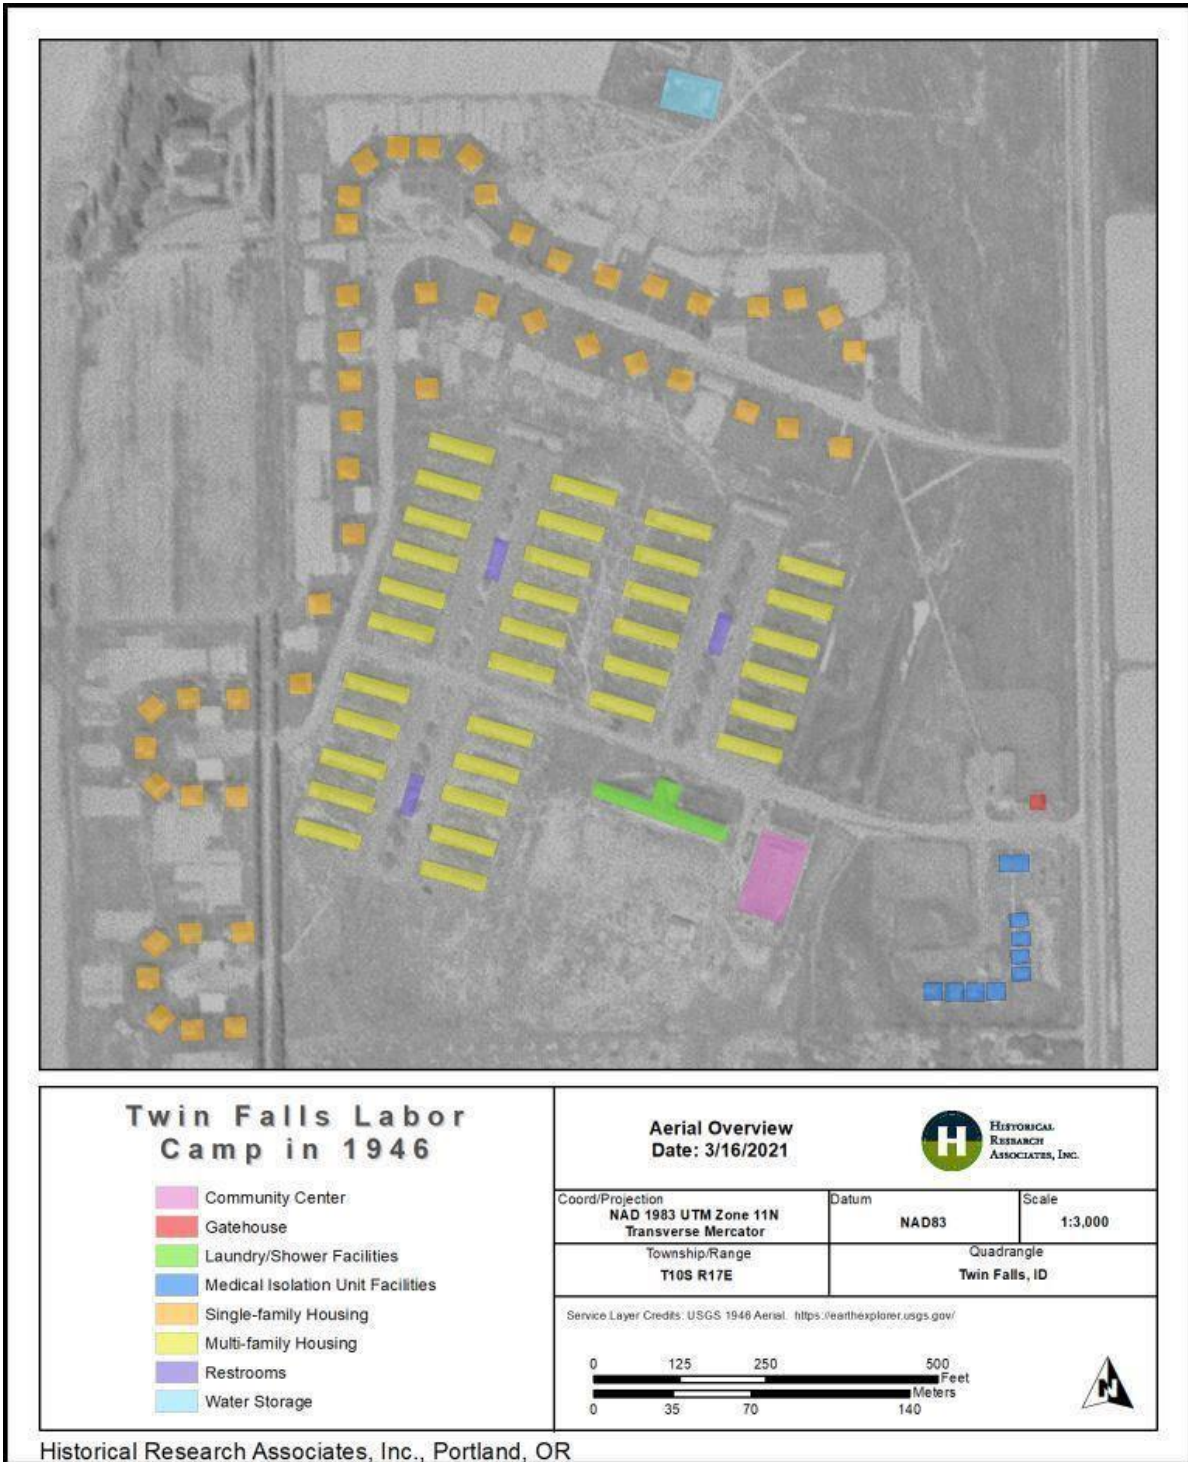 Twin Falls Labor
Camp in 1946
Community Center
Gatehouse
Laundry/Shower Facilities
Medical Isolation Unit Facilities
Single-family Housing
Multi-family Housing
Restrooms
Water Storage
Aerial Overview
Date: 3/16/2021
H
HISTORICAL
RESEARCH
ASSOCIATES, INC.
Coord/Projection
NAD 1983 UTM Zone 11N
Transverse Mercator
Datum
NAD83
Scale
1:3,000
Township/Range
T10S R17E
Quadrangle
Twin Falls, ID
Service Layer Credits: USGS 1946 Aerial. https://earthexplorer.usgs.gov/
0 125 250 500
Feet
Meters
0 35 70 140
N
Historical Research Associates, Inc., Portland, OR